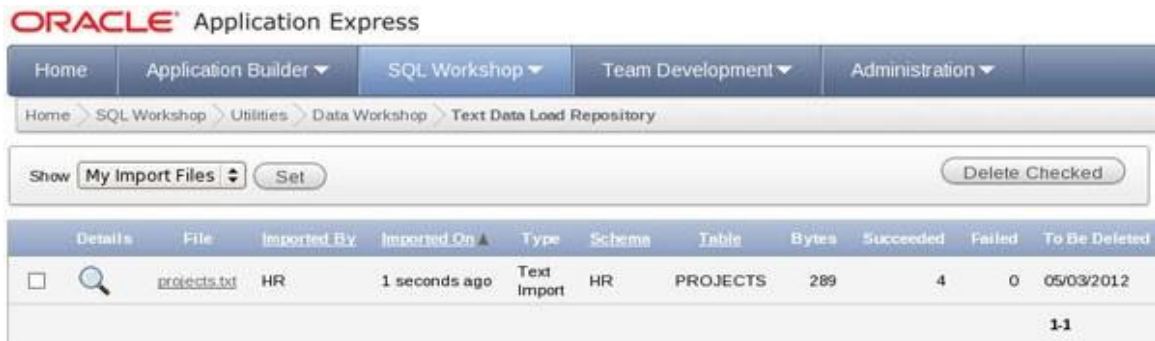 ORACLE Application Express
Home Application Builder SQL Workshop Team Development Administration
Home SQL Workshop Utilities Data Workshop Text Data Load Repository
Show My Import Files Set Delete Checked
Details File Imported By Imported On Type Schema Table Bytes Succeeded Failed To Be Deleted
projects.txt HR 1 seconds ago Text Import HR PROJECTS 289 4 0 05/03/2012
1-1